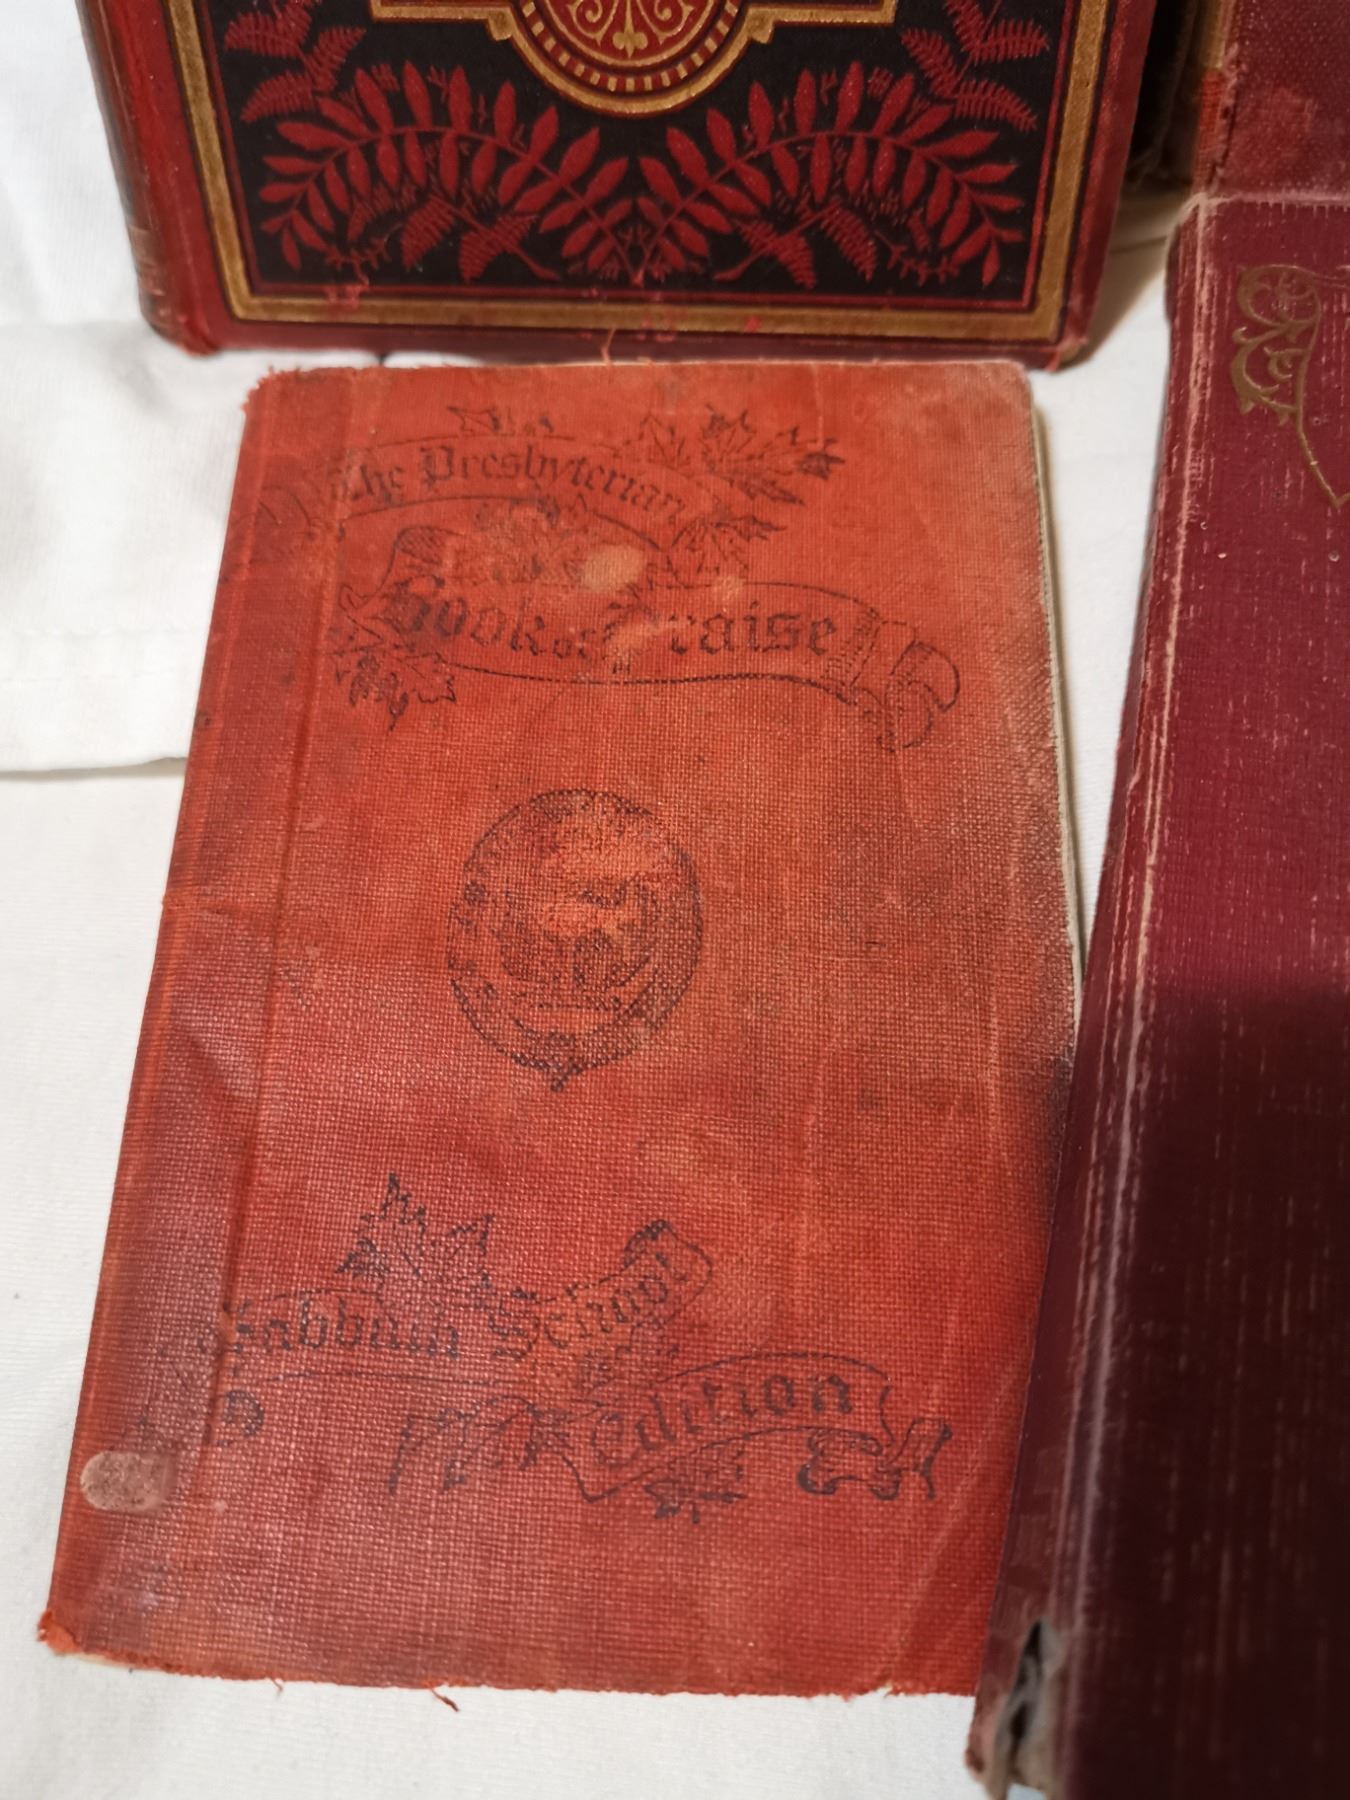 The Presbyterian
Book of Praise
Sabbath School
Edition